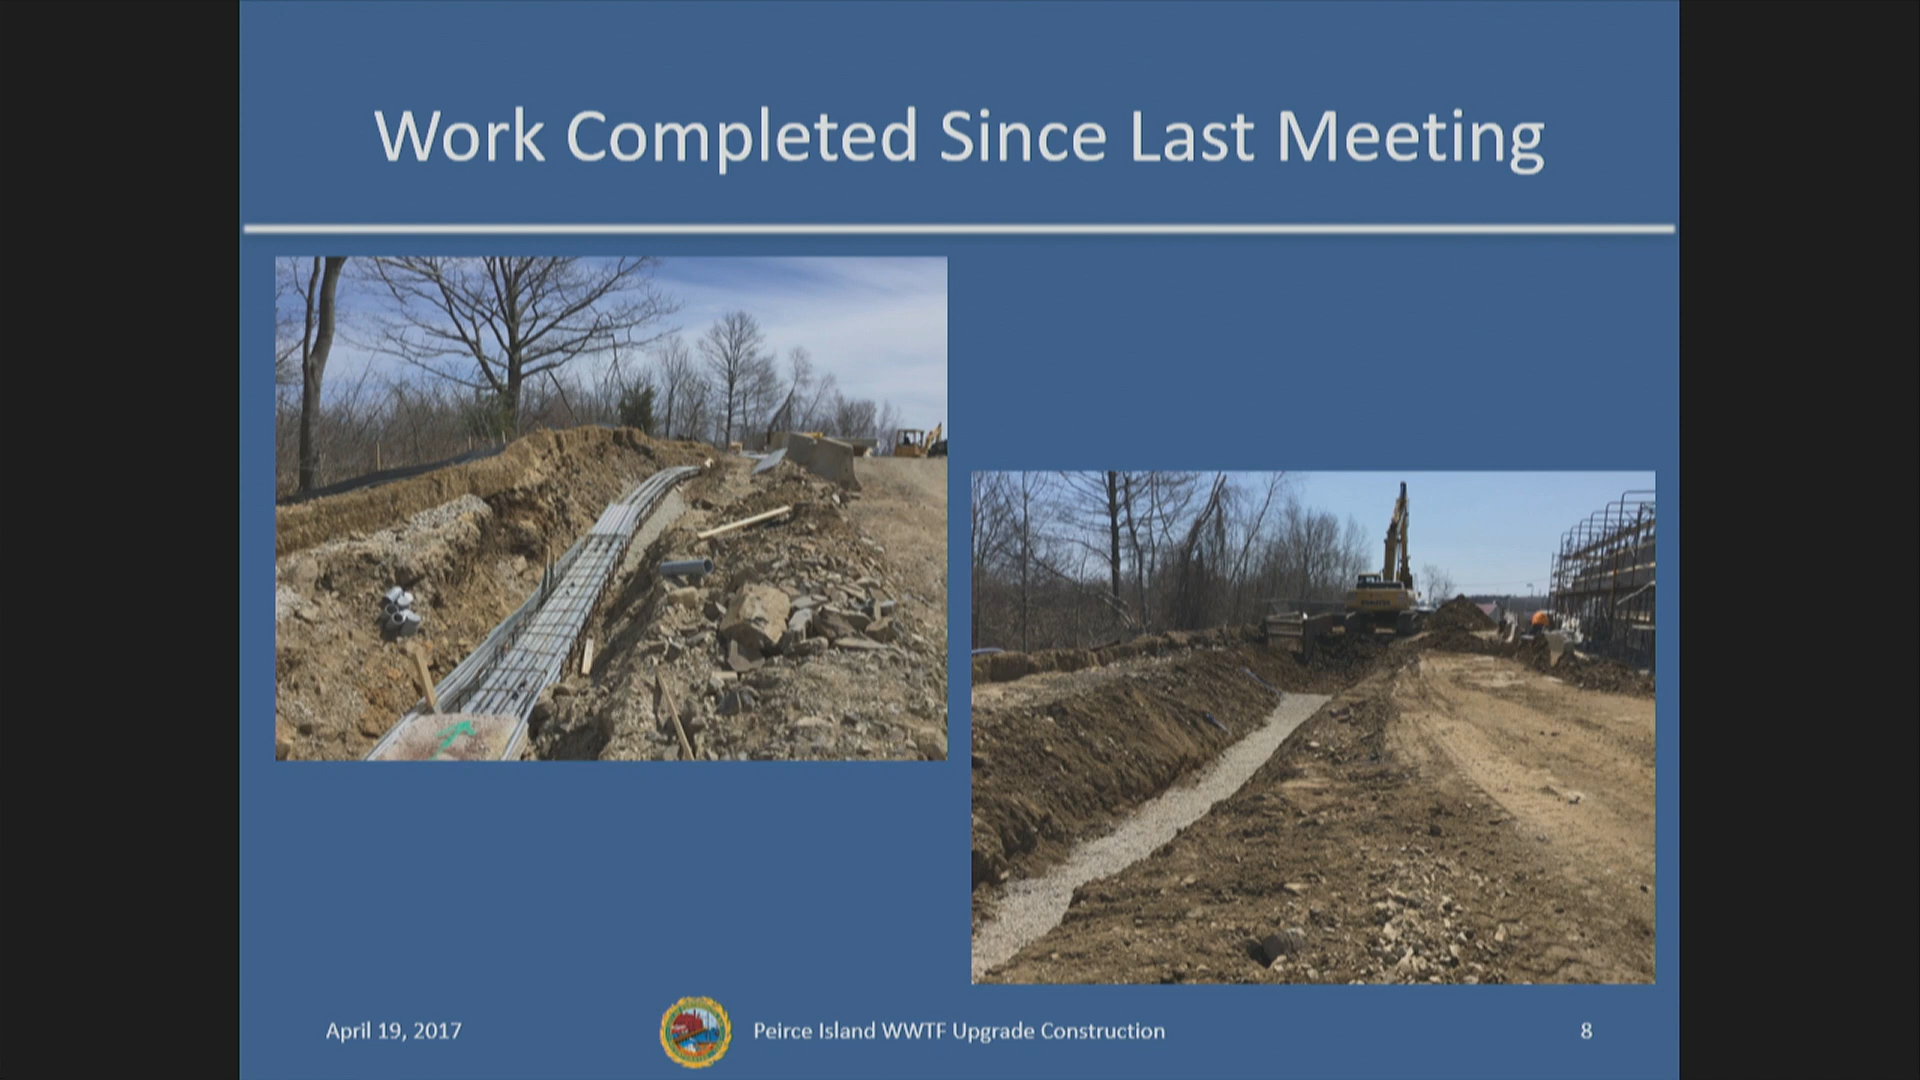 Work Completed Since Last Meeting
April 19, 2017
Peirce Island WWTF Upgrade Construction
8